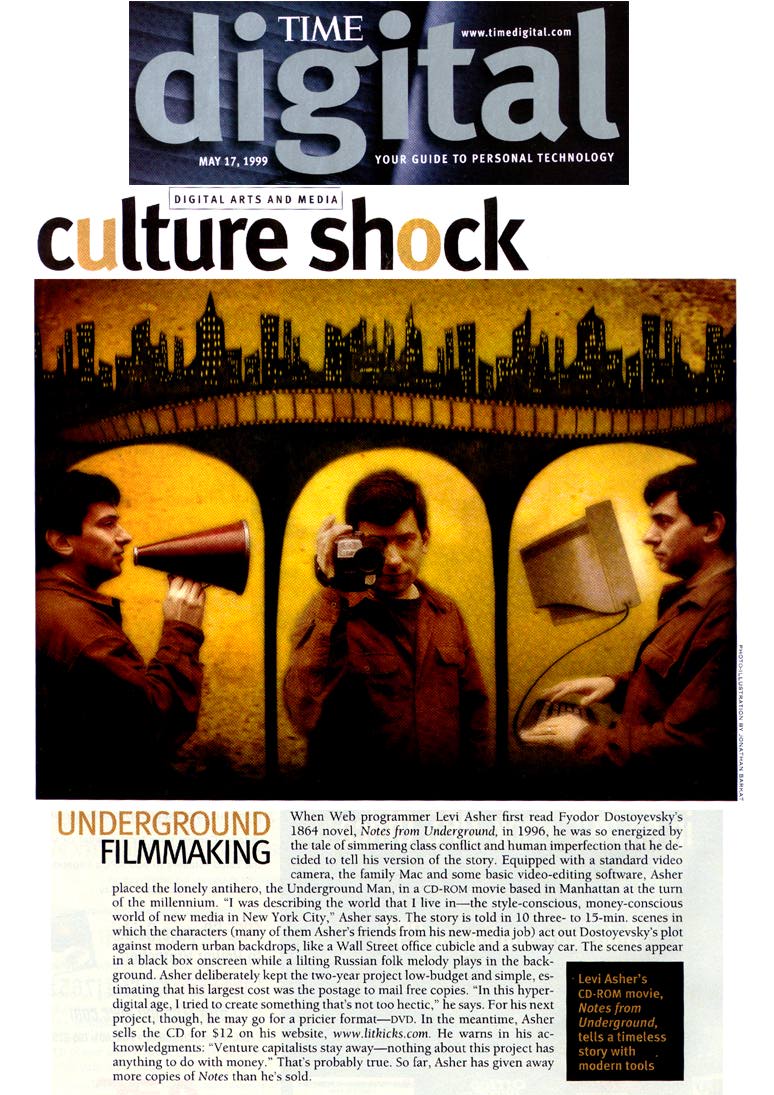 TIME
www.timedigital.com
digital
MAY 17, 1999
YOUR GUIDE TO PERSONAL TECHNOLOGY
DIGITAL ARTS AND MEDIA
culture shock
PHOTO-ILLUSTRATION BY JONATHAN BARKAT
UNDERGROUND
FILMMAKING
When Web programmer Levi Asher first read Fyodor Dostoyevsky's
1864 novel, Notes from Underground, in 1996, he was so energized by
the tale of simmering class conflict and human imperfection that he de-
cided to tell his version of the story. Equipped with a standard video
camera, the family Mac and some basic video-editing software, Asher
placed the lonely antihero, the Underground Man, in a CD-ROM movie based in Manhattan at the turn
of the millennium. "I was describing the world that I live in—the style-conscious, money-conscious
world of new media in New York City," Asher says. The story is told in 10 three- to 15-min. scenes in
which the characters (many of them Asher's friends from his new-media job) act out Dostoyevsky's plot
against modern urban backdrops, like a Wall Street office cubicle and a subway car. The scenes appear
in a black box onscreen while a lilting Russian folk melody plays in the back-
ground. Asher deliberately kept the two-year project low-budget and simple, es-
timating that his largest cost was the postage to mail free copies. "In this hyper-
digital age, I tried to create something that's not too hectic," he says. For his next
project, though, he may go for a pricier format—DVD. In the meantime, Asher
sells the CD for $12 on his website, www.litkicks.com. He warns in his ac-
knowledgments: "Venture capitalists stay away—nothing about this project has
anything to do with money." That's probably true. So far, Asher has given away
more copies of Notes than he's sold.
Levi Asher's
CD-ROM movie,
Notes from
Underground,
tells a timeless
story with
modern tools